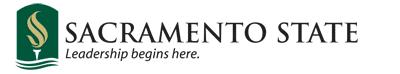 SACRAMENTO STATE
Leadership begins here.